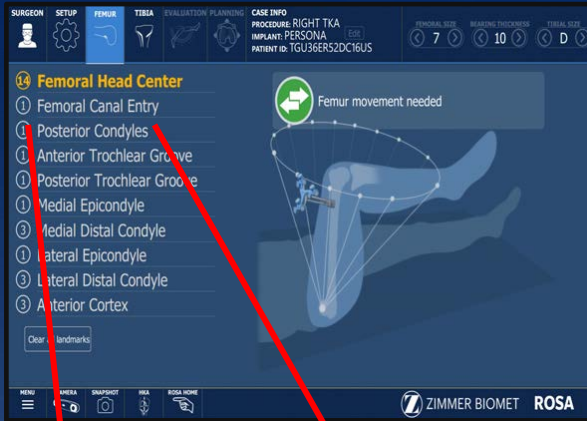 SURGEON SETUP FEMUR TIBIA EVALUATION PLANNING
CASE INFO
PROCEDURE: RIGHT TKA
IMPLANT: PERSONA Edit
PATIENT ID: TGU36ER52DC16US
FEMORAL SIZE BEARING THICKNESS TIBIAL SIZE
7 10 D
14 Femoral Head Center
1 Femoral Canal Entry
Posterior Condyles
1 Anterior Trochlear Groove
1 Posterior Trochlear Groove
1 Medial Epicondyle
3 Medial Distal Condyle
1 Lateral Epicondyle
3 Lateral Distal Condyle
3 Anterior Cortex
Clear landmarks
Femur movement needed
MENU CAMERA SNAPSHOT HKA ROSA HOME
ZIMMER BIOMET ROSA